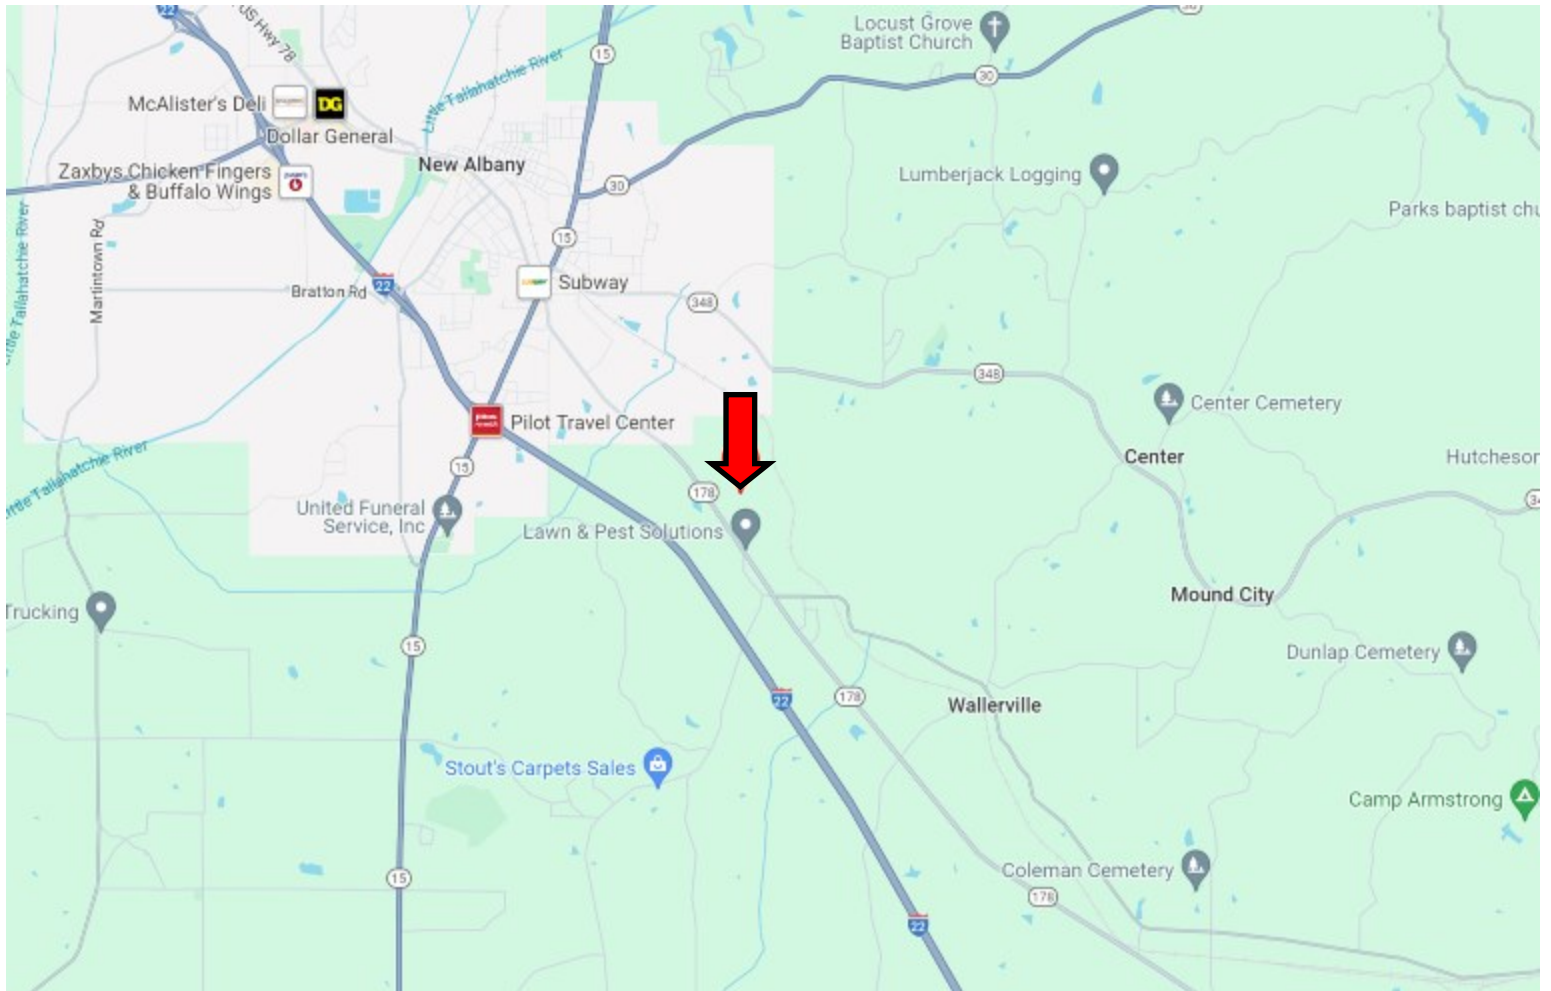 22
US Hwy 78
15
Little Tallahatchie River
Locust Grove
Baptist Church
30
McAlister's Deli
DG
Dollar General
New Albany
Zaxbys Chicken Fingers
& Buffalo Wings
30
Lumberjack Logging
Parks baptist chu
Little Tallahatchie River
Martintown Rd
15
Bratton Rd
22
Subway
348
348
Center Cemetery
Pilot Travel Center
Center
Hutcheson
Little Tallahatchie River
15
178
United Funeral
Service, Inc
Lawn & Pest Solutions
Mound City
Trucking
15
Dunlap Cemetery
22
178
Wallerville
Stout's Carpets Sales
Camp Armstrong
15
Coleman Cemetery
178
22